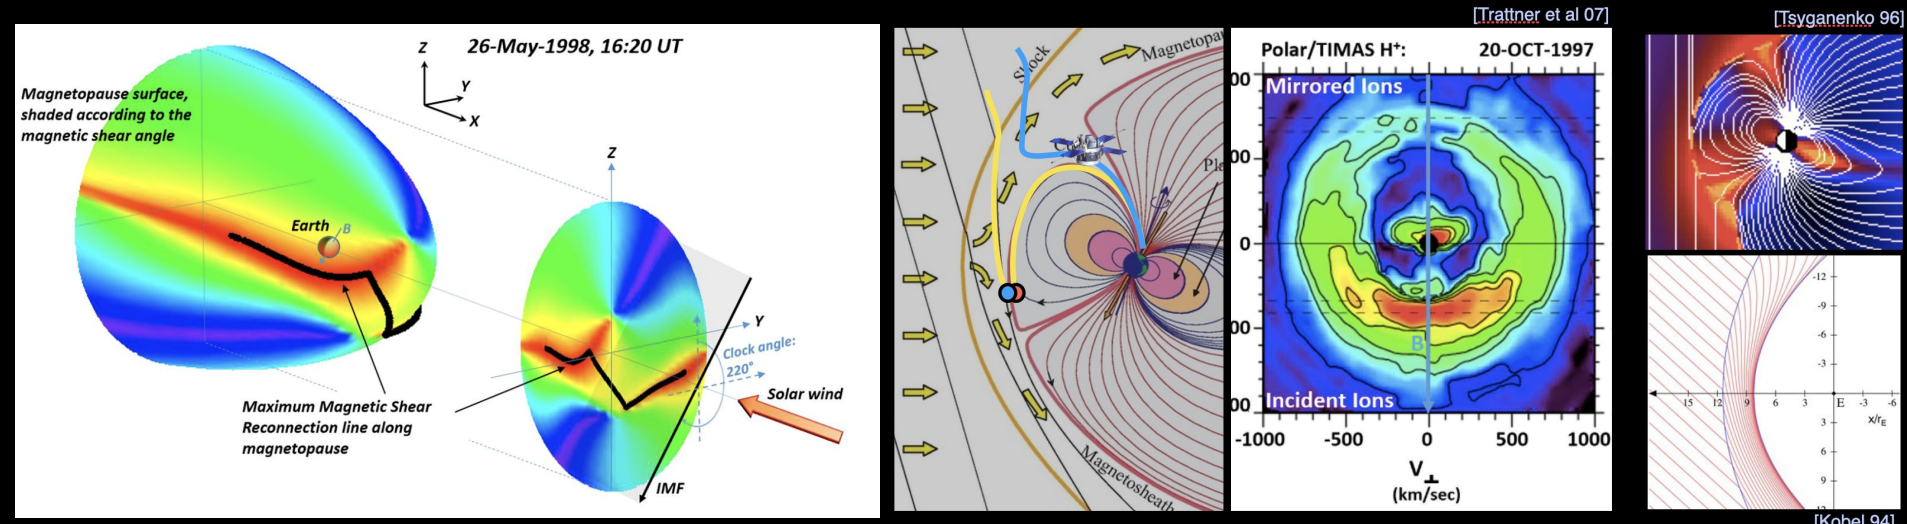 [Trattner et al 07]
[Tsyganenko 96]
26-May-1998, 16:20 UT
Z
Y
X
Magnetopause surface,
shaded according to the
magnetic shear angle
Earth
B
Z
Y
Clock angle:
220°
Solar wind
Maximum Magnetic Shear
Reconnection line along
magnetopause
IMF
Shock
Magnetopau
Magnetosheath
Polar/TIMAS H+:
20-OCT-1997
Mirrored Ions
0
B
Incident Ions
-1000 -500 0 500 1000
V⊥
(km/sec)
-12
-9
-6
-3
15 12 9 6 3 E -3 -6
x/rE
3
6
9
[Kobel 94]